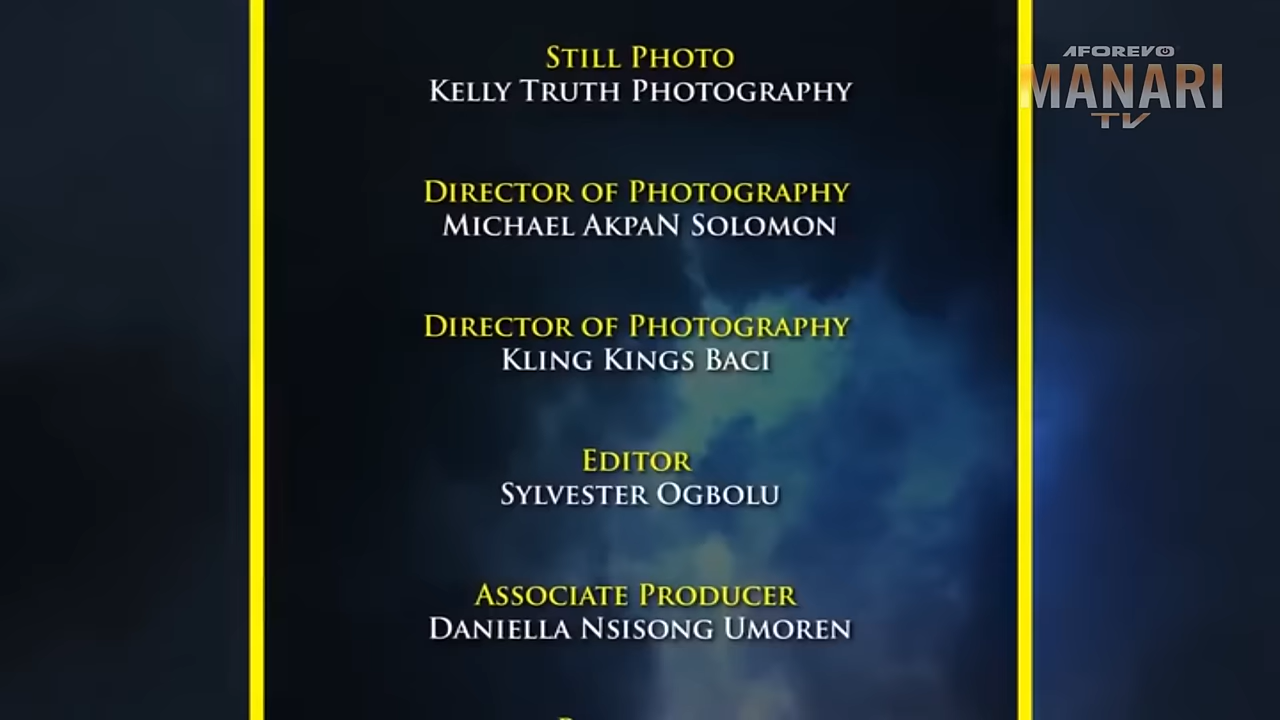 STILL PHOTO
KELLY TRUTH PHOTOGRAPHY
DIRECTOR OF PHOTOGRAPHY
MICHAEL AKPAN SOLOMON
DIRECTOR OF PHOTOGRAPHY
KLING KINGS BACI
EDITOR
SYLVESTER OGBOLU
ASSOCIATE PRODUCER
DANIELLA NSISONG UMOREN
AFOREVO
MANARI
TV